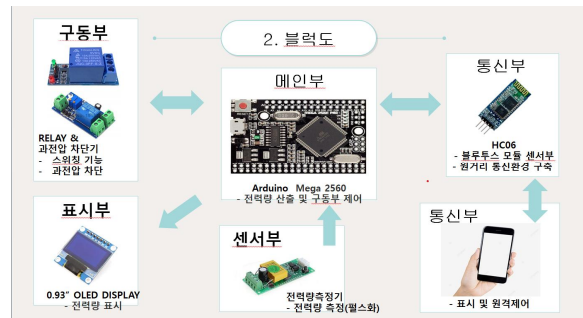 2. 블럭도
구동부
RELAY &
과전압 차단기
- 스위칭 기능
- 과전압 차단
메인부
Arduino Mega 2560
- 전력량 산출 및 구동부 제어
통신부
HC06
- 블로투스 모듈 센서부
- 원거리 통신환경 구축
표시부
0.93” OLED DISPLAY
- 전력량 표시
센서부
전력량측정기
- 전력량 측정(펄스화)
통신부
- 표시 및 원격제어